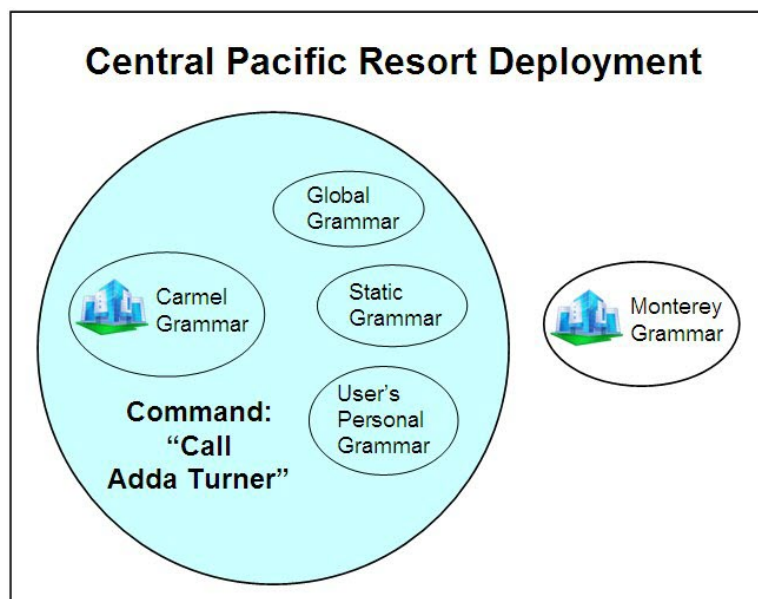 Central Pacific Resort Deployment
Global
Grammar
Carmel
Grammar
Static
Grammar
Monterey
Grammar
User’s
Personal
Grammar
Command:
“Call
Adda Turner”